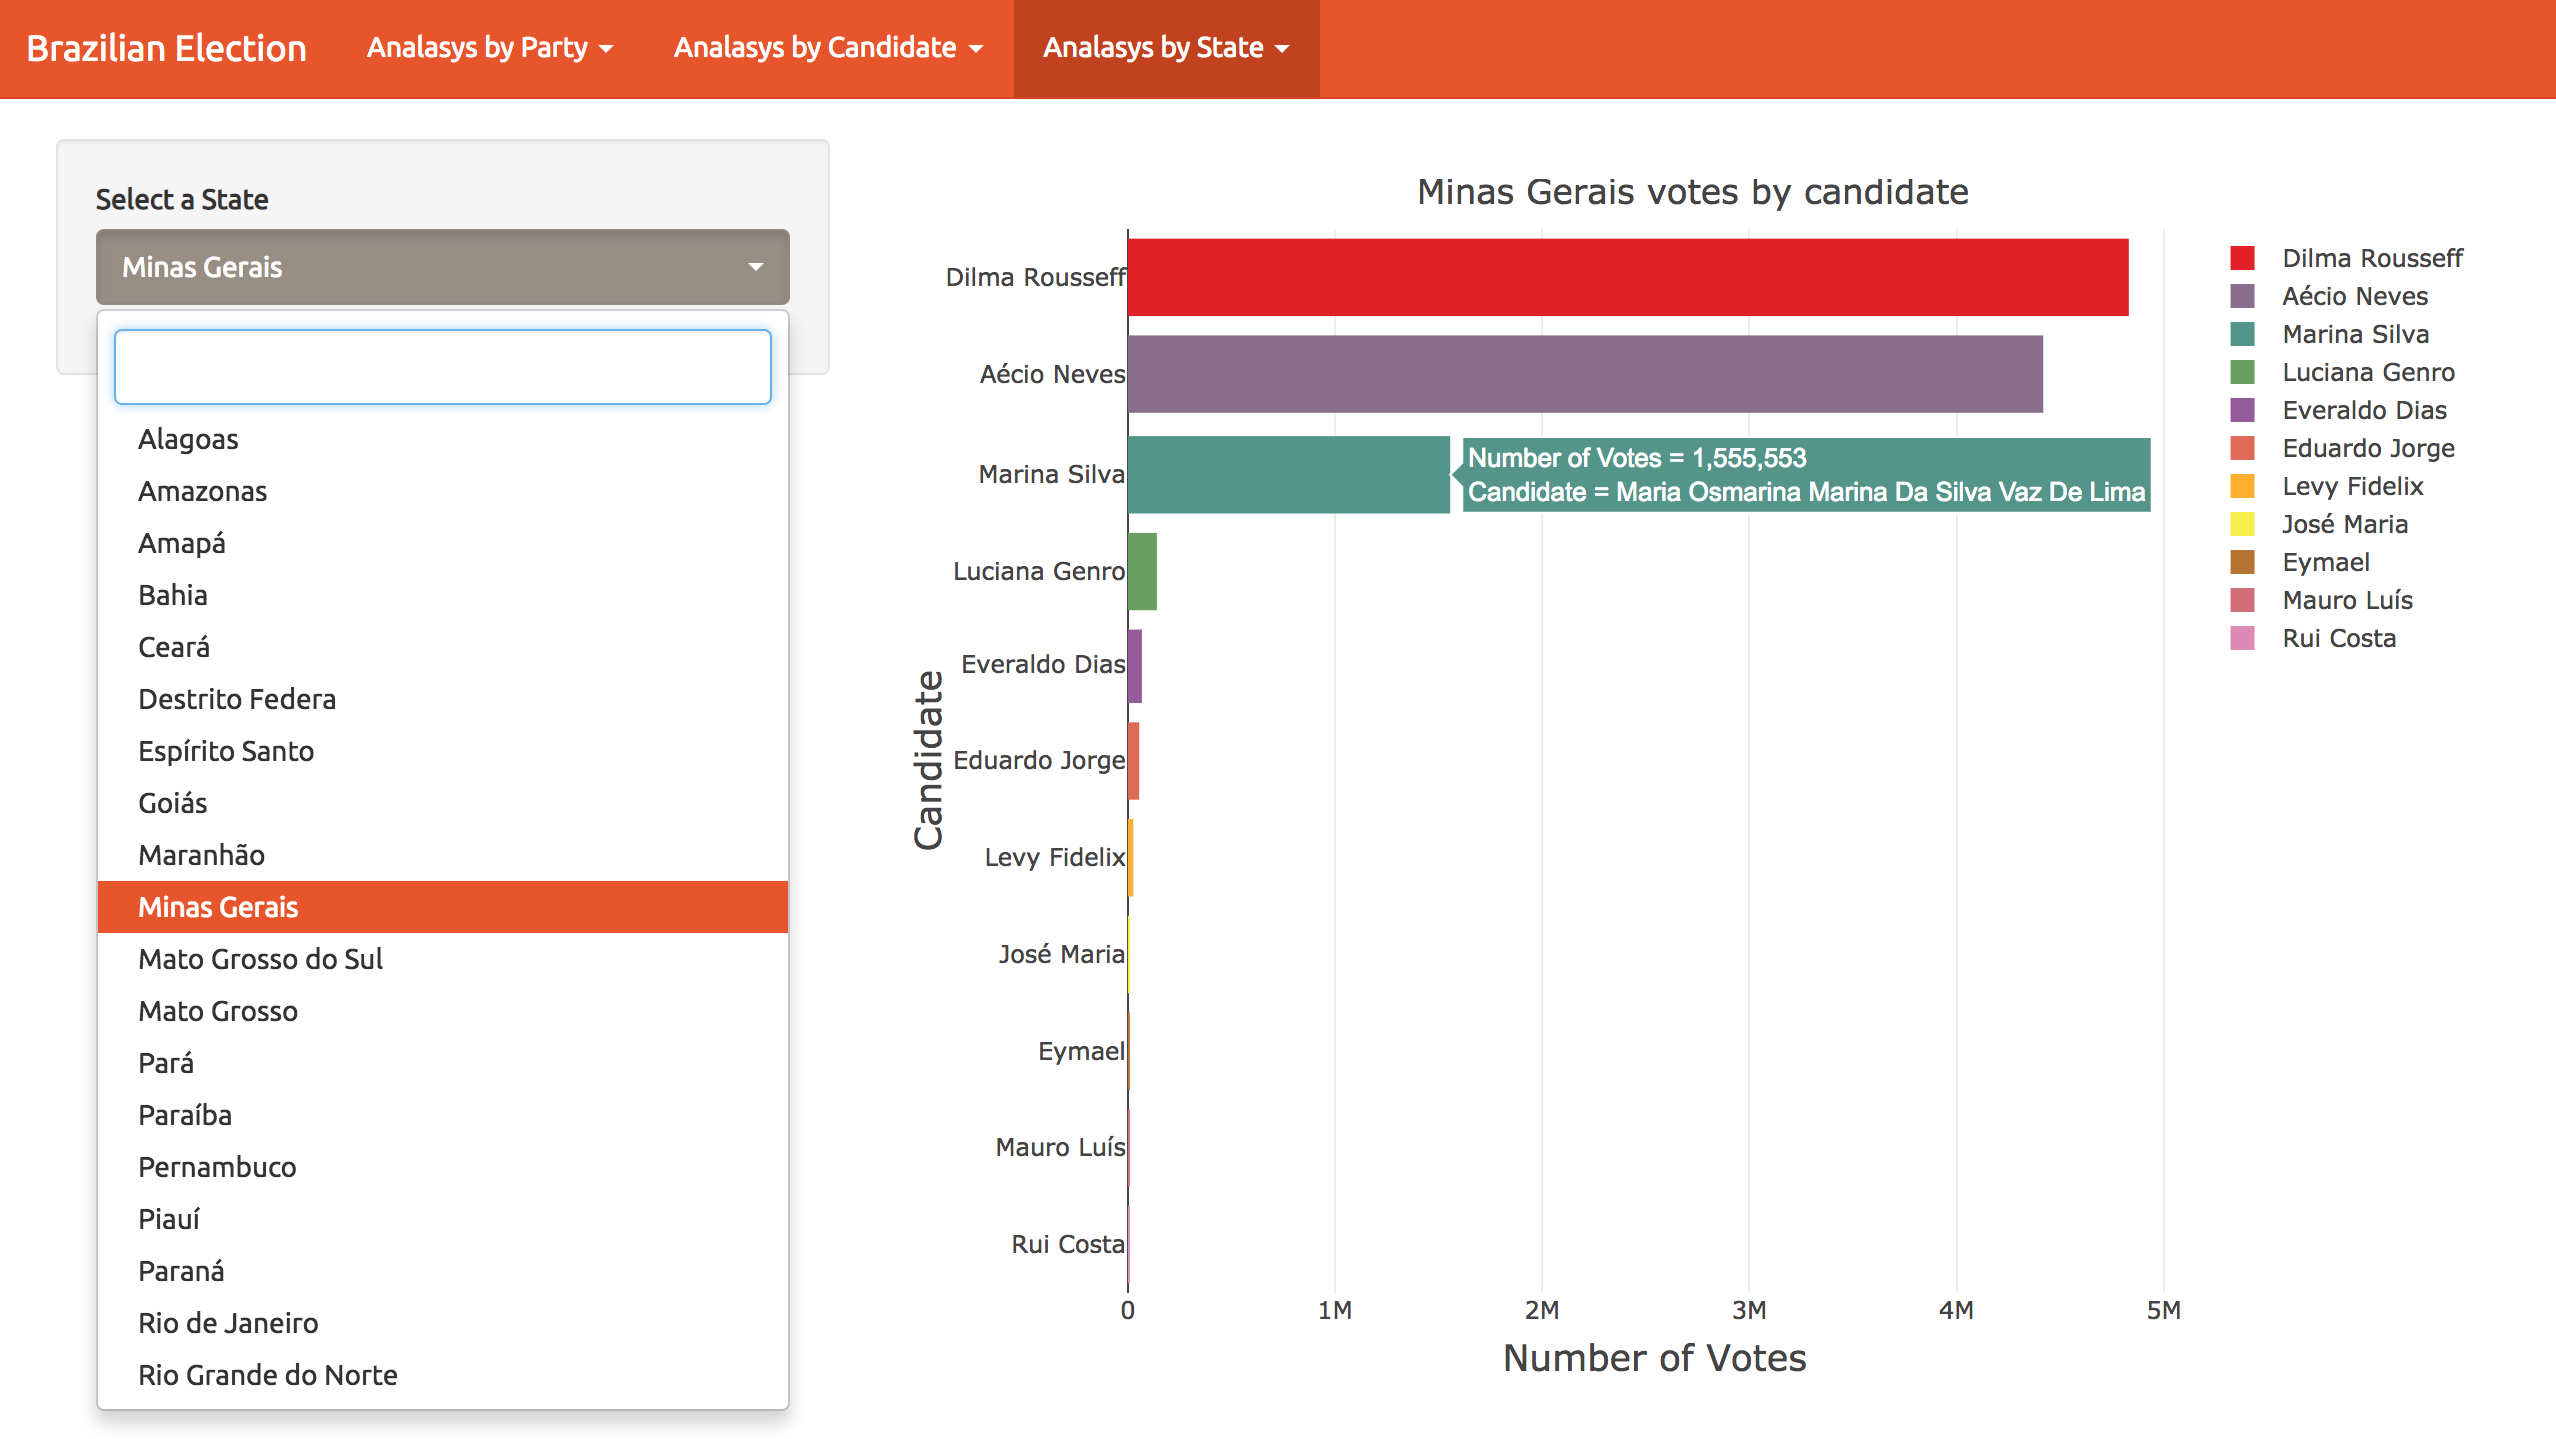 Brazilian Election
Analasys by Party
Analasys by Candidate
Analasys by State
Select a State
Minas Gerais
Alagoas
Amazonas
Amapá
Bahia
Ceará
Destrito Federa
Espírito Santo
Goiás
Maranhão
Minas Gerais
Mato Grosso do Sul
Mato Grosso
Pará
Paraíba
Pernambuco
Piauí
Paraná
Rio de Janeiro
Rio Grande do Norte
Minas Gerais votes by candidate
Candidate
Dilma Rousseff
Aécio Neves
Marina Silva
Number of Votes = 1,555,553
Candidate = Maria Osmarina Marina Da Silva Vaz De Lima
Luciana Genro
Everaldo Dias
Eduardo Jorge
Levy Fidelix
José Maria
Eymael
Mauro Luís
Rui Costa
0 1M 2M 3M 4M 5M
Number of Votes
Dilma Rousseff
Aécio Neves
Marina Silva
Luciana Genro
Everaldo Dias
Eduardo Jorge
Levy Fidelix
José Maria
Eymael
Mauro Luís
Rui Costa